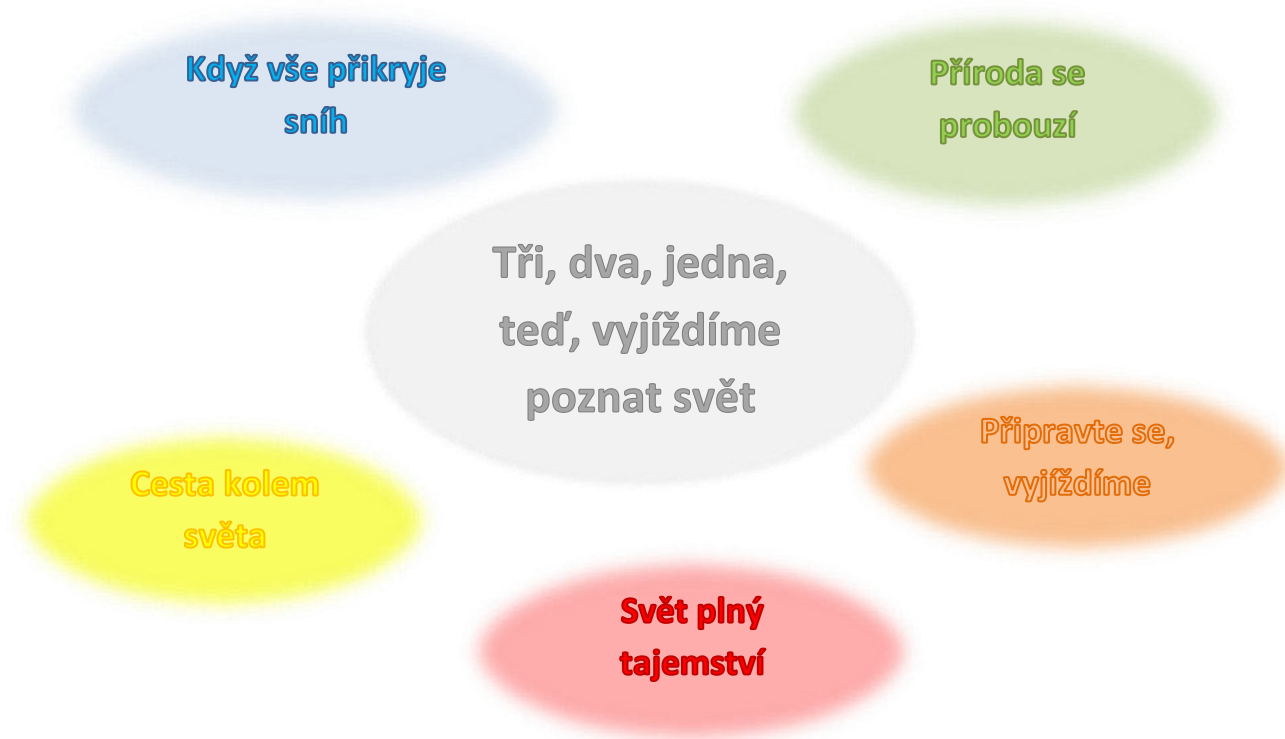 Když vše přikryje
sníh
Příroda se
probouzí
Tři, dva, jedna,
teď, vyjíždíme
poznat svět
Připravte se,
vyjíždíme
Cesta kolem
světa
Svět plný
tajemství